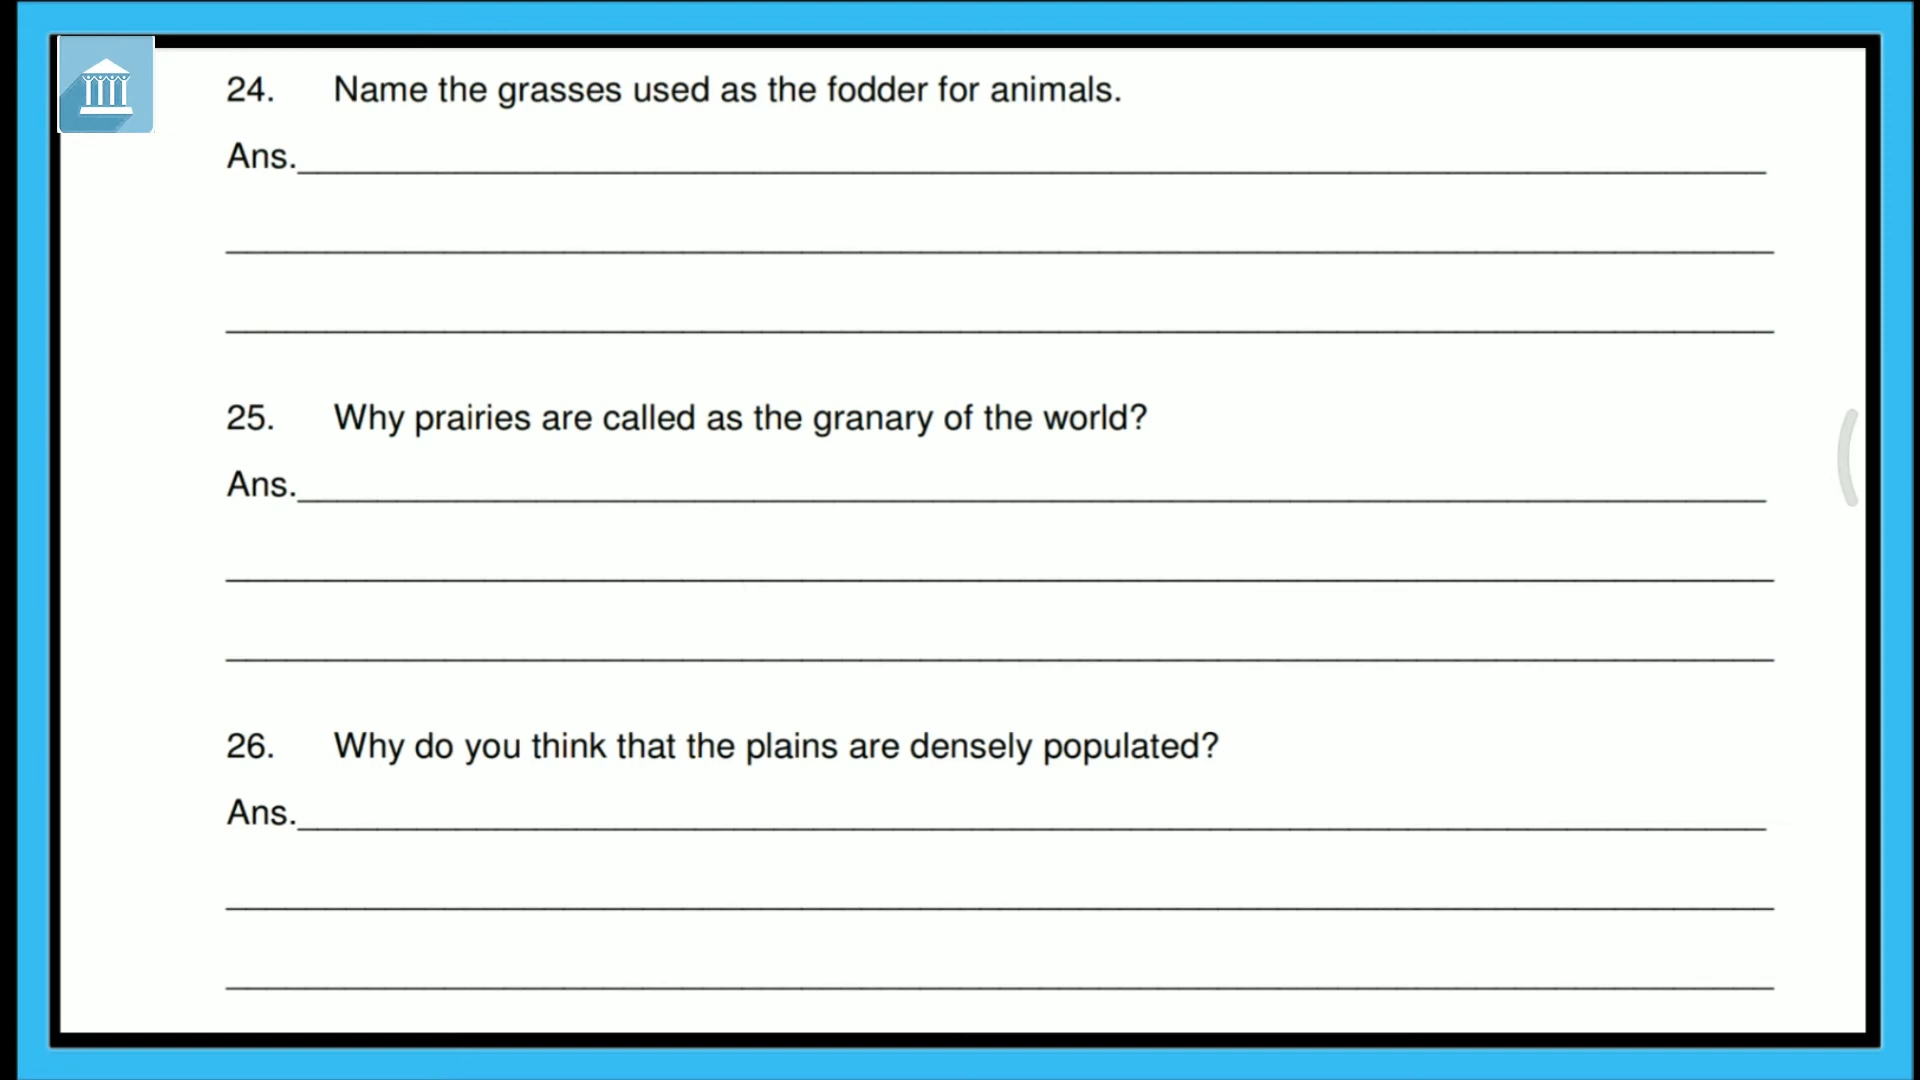 24. Name the grasses used as the fodder for animals.
Ans.
25. Why prairies are called as the granary of the world?
Ans.
26. Why do you think that the plains are densely populated?
Ans.